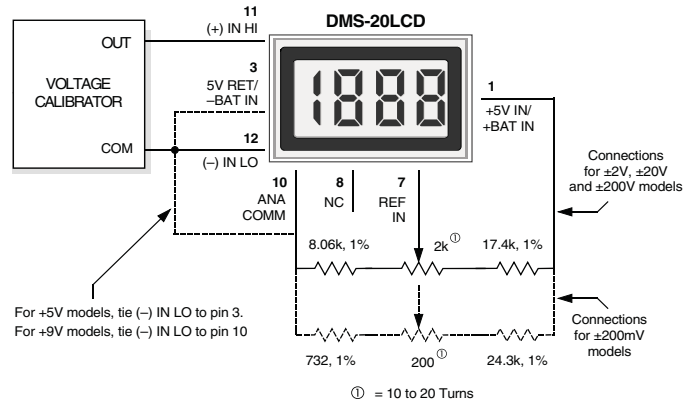 DMS-20LCD
11
(+) IN HI
OUT
VOLTAGE
CALIBRATOR
COM
3
5V RET/
–BAT IN
12
(–) IN LO
1888
1
+5V IN/
+BAT IN
10
ANA
COMM
8
NC
7
REF
IN
Connections
for ±2V, ±20V
and ±200V models
8.06k, 1%
2k ①
17.4k, 1%
For +5V models, tie (–) IN LO to pin 3.
For +9V models, tie (–) IN LO to pin 10
732, 1%
200 ①
24.3k, 1%
Connections
for ±200mV
models
① = 10 to 20 Turns